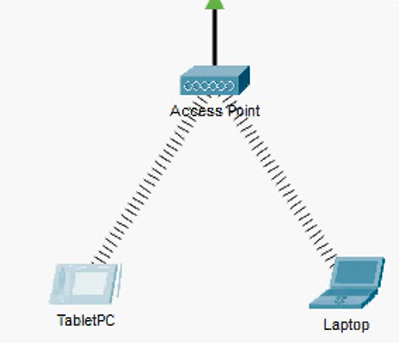 Access Point
TabletPC
Laptop